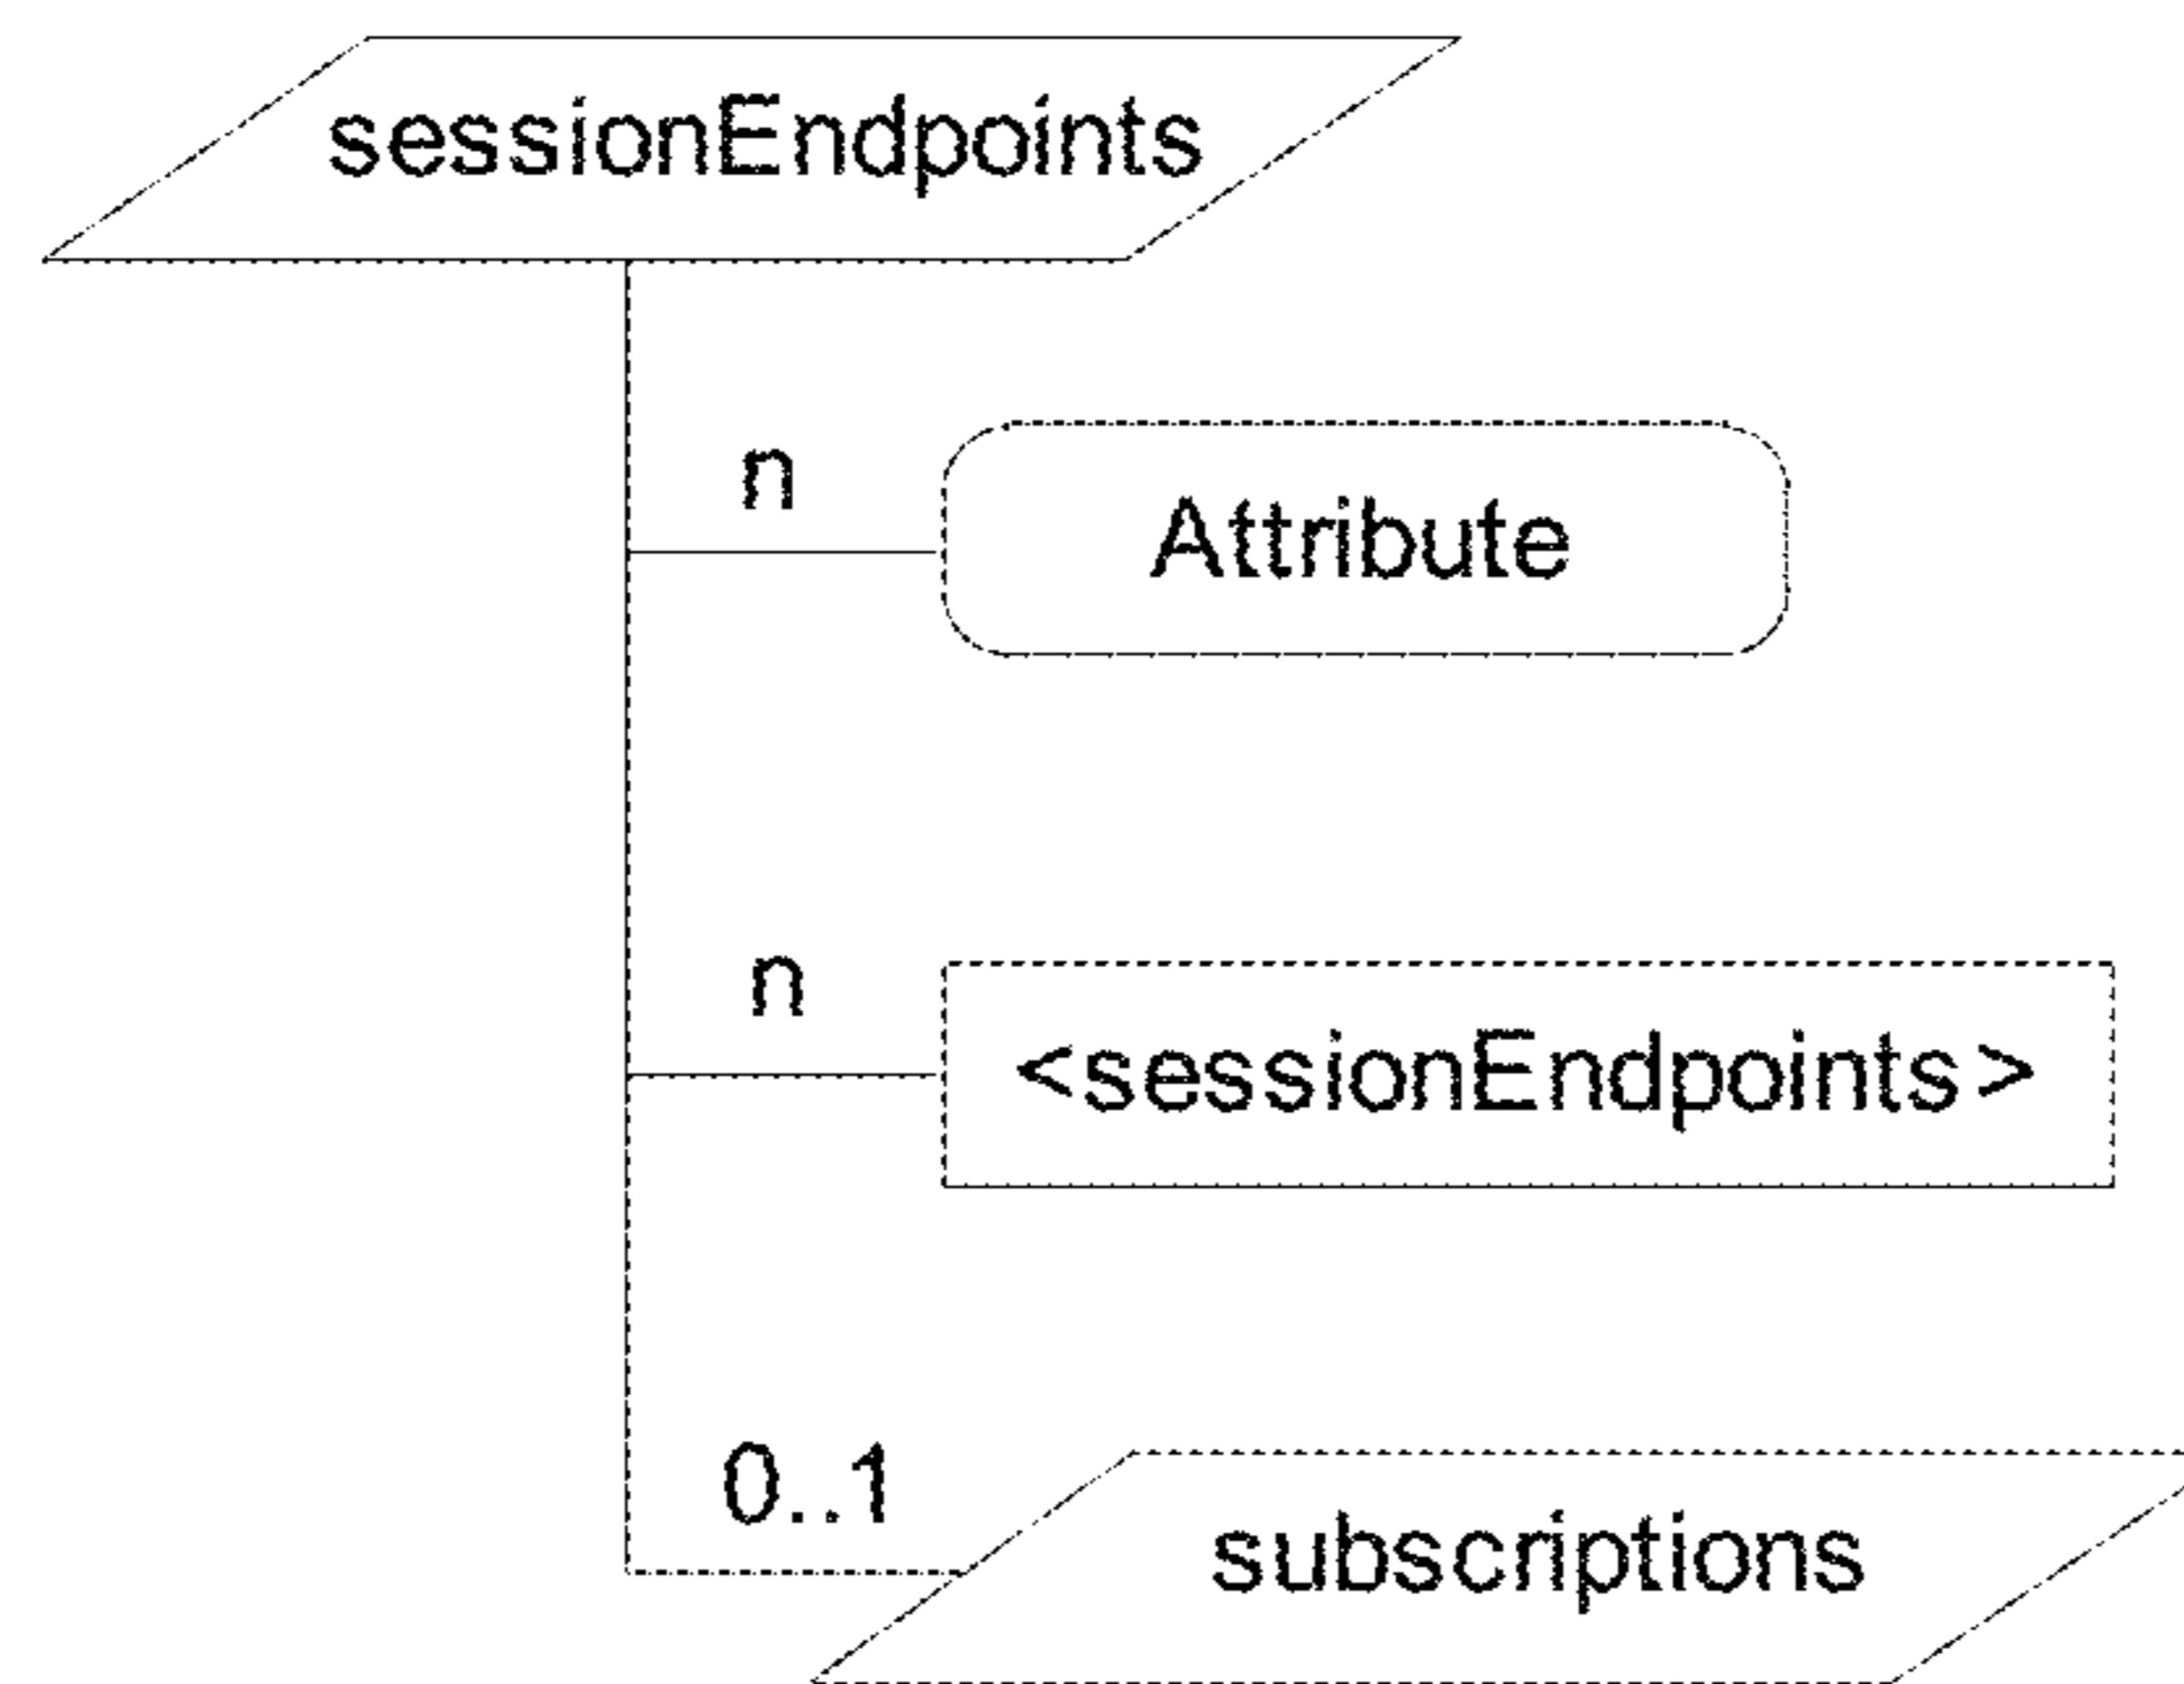 sessionEndpoints
n
Attribute
n
<sessionEndpoints>
0..1
subscriptions